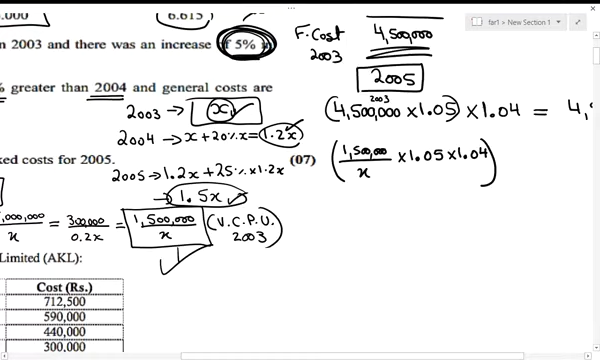 far1 > New Section 1
.000
6.615
n 2003 and there was an increase of 5%
F. Cost 4,500,000
2003
2005
% greater than 2004 and general costs are
2003 → x
2004 → x + 20% x = 1.2x
(4,500,000 × 1.05) × 1.04 = 4,
2003
ked costs for 2005. (07)
2005 → 1.2x + 25% × 1.2x
→ 1.5x
(1,500,000/x × 1.05 × 1.04)
,000,000/x = 300,000/0.2x = 1,500,000/x (V.C.P.U. 2003)
Limited (AKL):
Cost (Rs.)
712,500
590,000
440,000
300,000